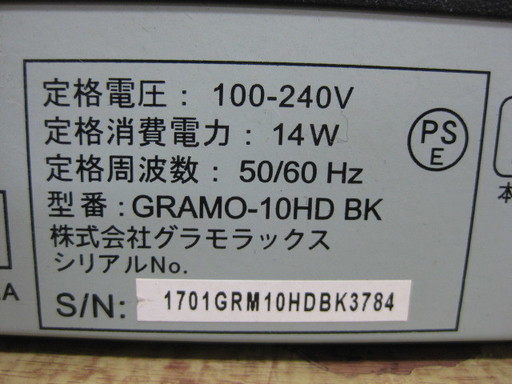 定格電圧： 100-240V
定格消費電力： 14W
定格周波数： 50/60 Hz
型番：GRAMO-10HD BK
株式会社グラモラックス
シリアルNo.
S/N: 1701GRM10HDBK3784
PS
E
本
A